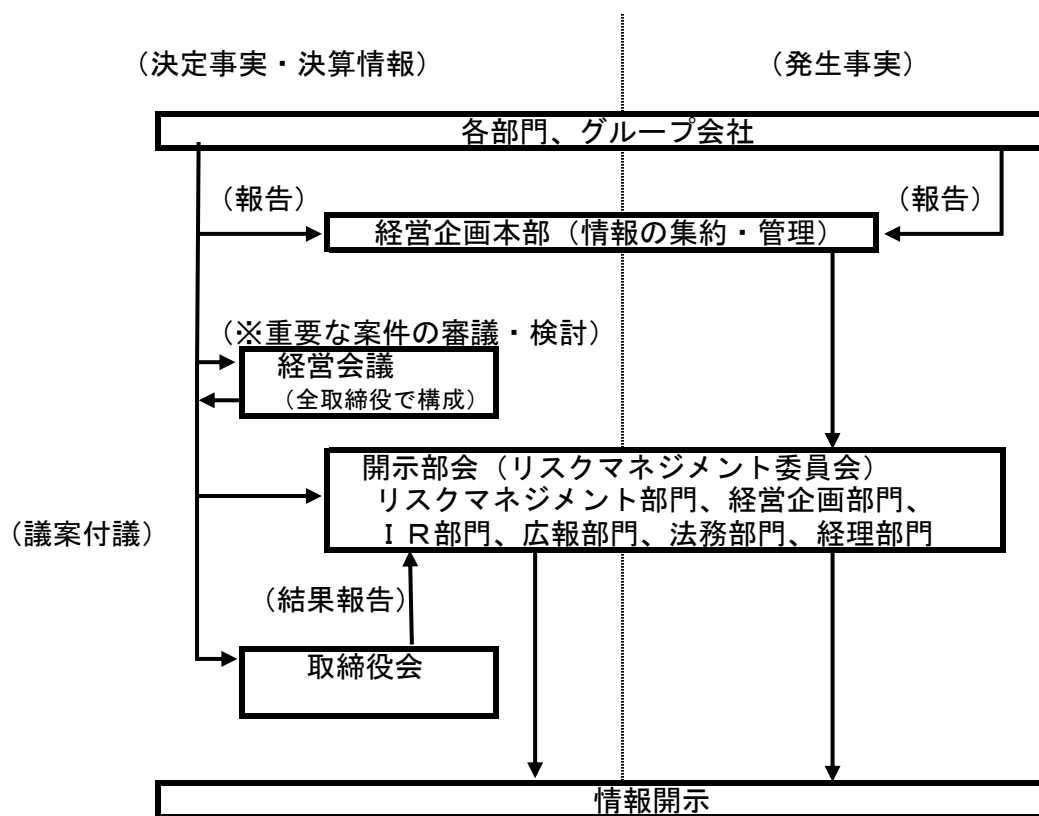 (決定事実・決算情報)
(発生事実)
各部門、グループ会社
(報告)
(報告)
経営企画本部(情報の集約・管理)
(※重要な案件の審議・検討)
経営会議
(全取締役で構成)
開示部会(リスクマネジメント委員会)
リスクマネジメント部門、経営企画部門、
IR部門、広報部門、法務部門、経理部門
(議案付議)
(結果報告)
取締役会
情報開示